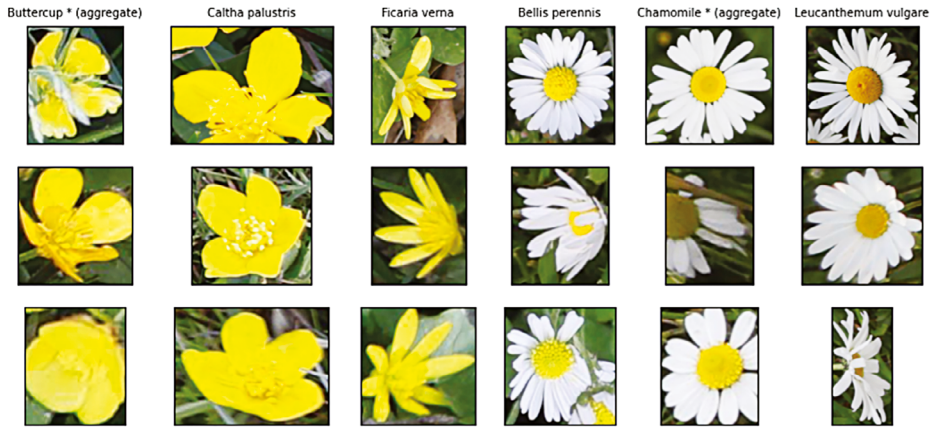 Buttercup * (aggregate) Caltha palustris Ficaria verna Bellis perennis Chamomile * (aggregate) Leucanthemum vulgare